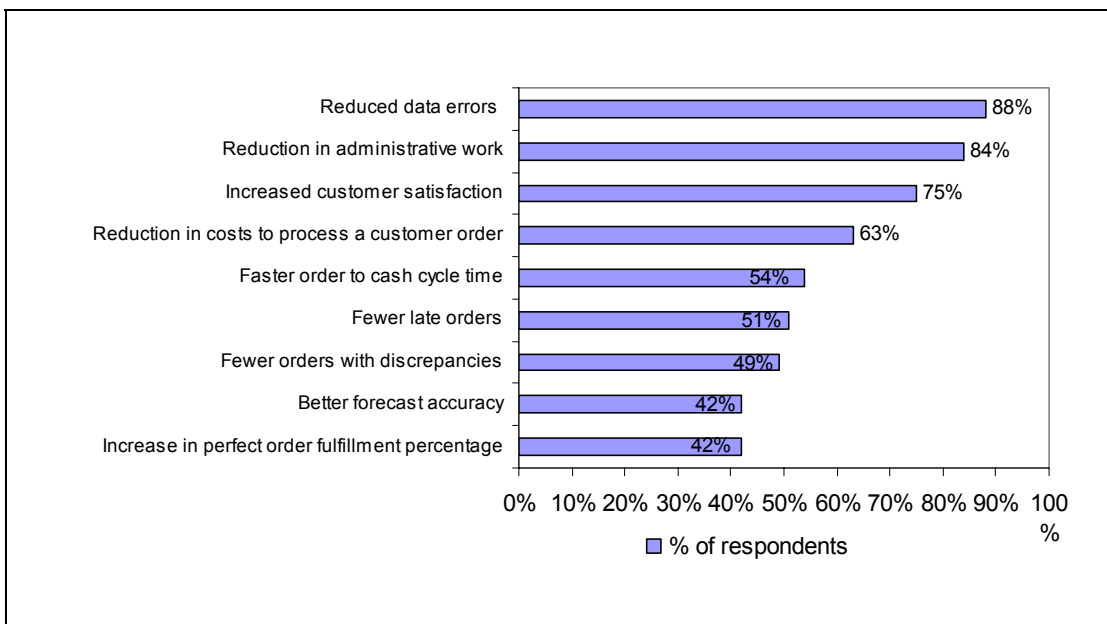 Reduced data errors 88%
Reduction in administrative work 84%
Increased customer satisfaction 75%
Reduction in costs to process a customer order 63%
Faster order to cash cycle time 54%
Fewer late orders 51%
Fewer orders with discrepancies 49%
Better forecast accuracy 42%
Increase in perfect order fulfillment percentage 42%
0% 10% 20% 30% 40% 50% 60% 70% 80% 90% 100
%
% of respondents